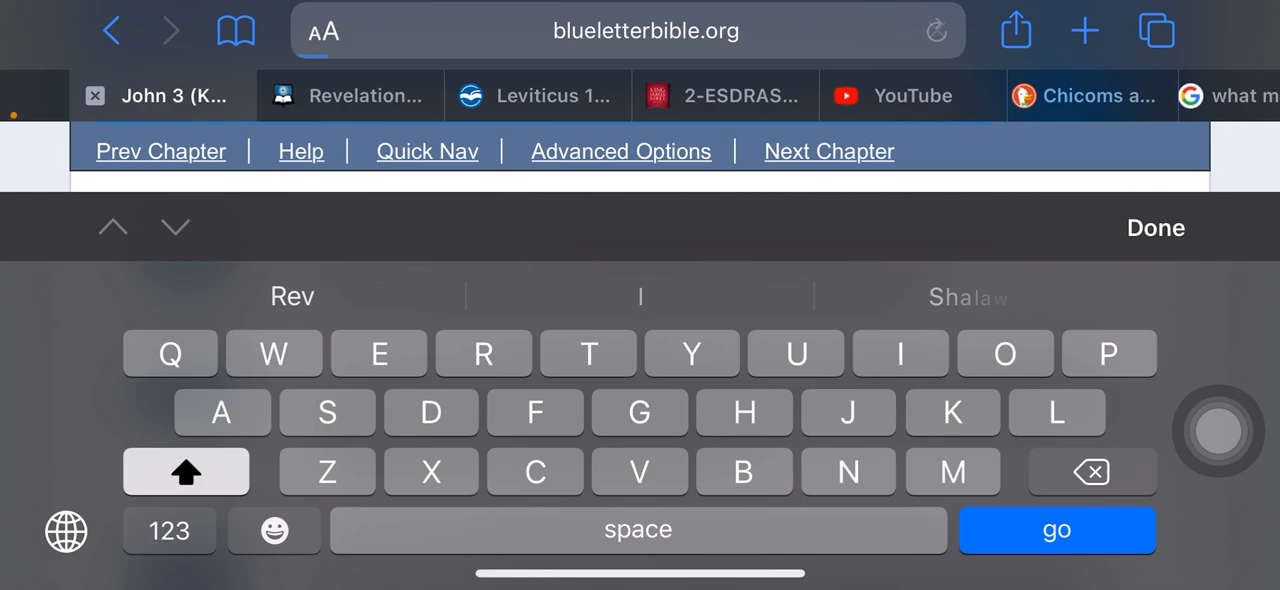 AA blueletterbible.org
John 3 (K... Revelation... Leviticus 1... 2-ESDRAS... YouTube Chicoms a... G what m
Prev Chapter | Help | Quick Nav | Advanced Options | Next Chapter
Done
Rev I Shalaw
Q W E R T Y U I O P
A S D F G H J K L
Z X C V B N M
123 space go